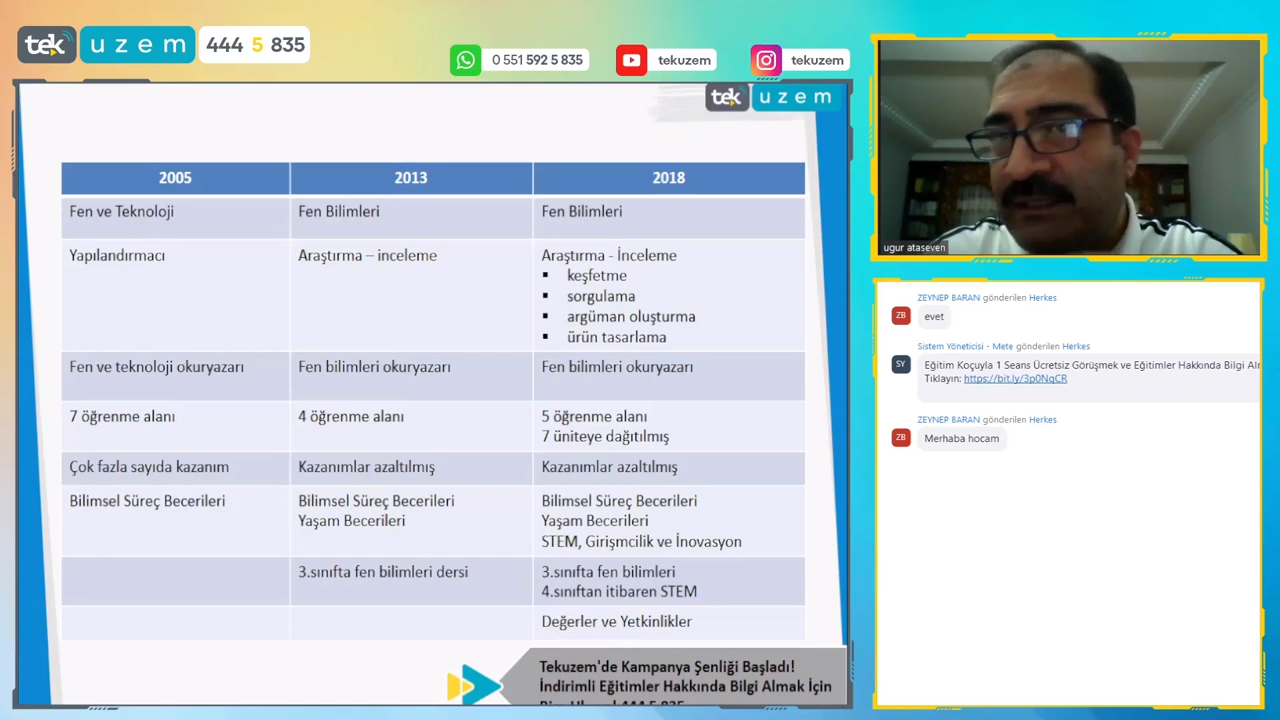 tek uzem 444 5 835
0 551 592 5 835
tekuzem
tekuzem
tek uzem
2005 2013 2018
Fen ve Teknoloji Fen Bilimleri Fen Bilimleri
Yapılandırmacı Araştırma – inceleme Araştırma - İnceleme
▪ keşfetme
▪ sorgulama
▪ argüman oluşturma
▪ ürün tasarlama
Fen ve teknoloji okuryazarı Fen bilimleri okuryazarı Fen bilimleri okuryazarı
7 öğrenme alanı 4 öğrenme alanı 5 öğrenme alanı
7 üniteye dağıtılmış
Çok fazla sayıda kazanım Kazanımlar azaltılmış Kazanımlar azaltılmış
Bilimsel Süreç Becerileri Bilimsel Süreç Becerileri Bilimsel Süreç Becerileri
Yaşam Becerileri Yaşam Becerileri
STEM, Girişmcilik ve İnovasyon
3.sınıfta fen bilimleri dersi 3.sınıfta fen bilimleri
4.sınıftan itibaren STEM
Değerler ve Yetkinlikler
Tekuzem'de Kampanya Şenliği Başladı!
İndirimli Eğitimler Hakkında Bilgi Almak İçin
444 5 835
ugur ataseven
ZEYNEP BARAN gönderilen Herkes
ZB evet
Sistem Yöneticisi - Mete gönderilen Herkes
SY Eğitim Koçuyla 1 Seans Ücretsiz Görüşmek ve Eğitimler Hakkında Bilgi
Tıklayın: https://bit.ly/3p0NqCR
ZEYNEP BARAN gönderilen Herkes
ZB Merhaba hocam